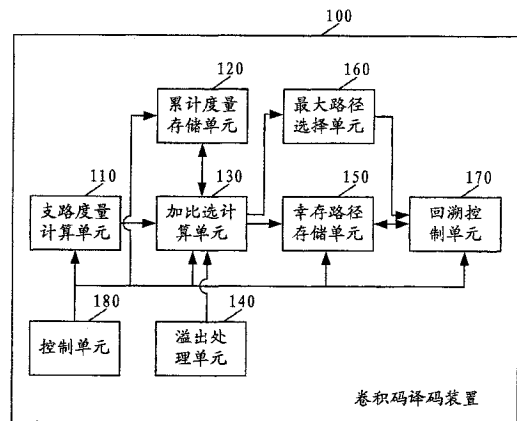 100
120
累计度量
存储单元
160
最大路径
选择单元
110
支路度量
计算单元
130
加比选计
算单元
150
幸存路径
存储单元
170
回溯控
制单元
180
控制单元
140
溢出处
理单元
卷积码译码装置